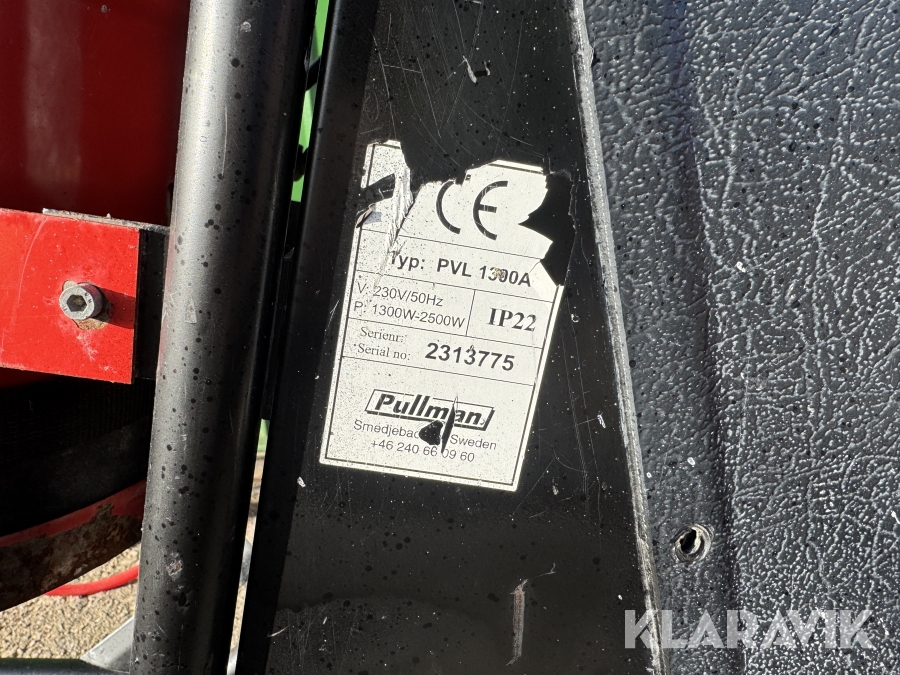 CE
Typ: PVL 1300A
V: 230V/50Hz
P: 1300W-2500W
IP22
Serienr:
Serial no: 2313775
Pullman
Sweden
+46 240 66 09 60
KLARAVIK